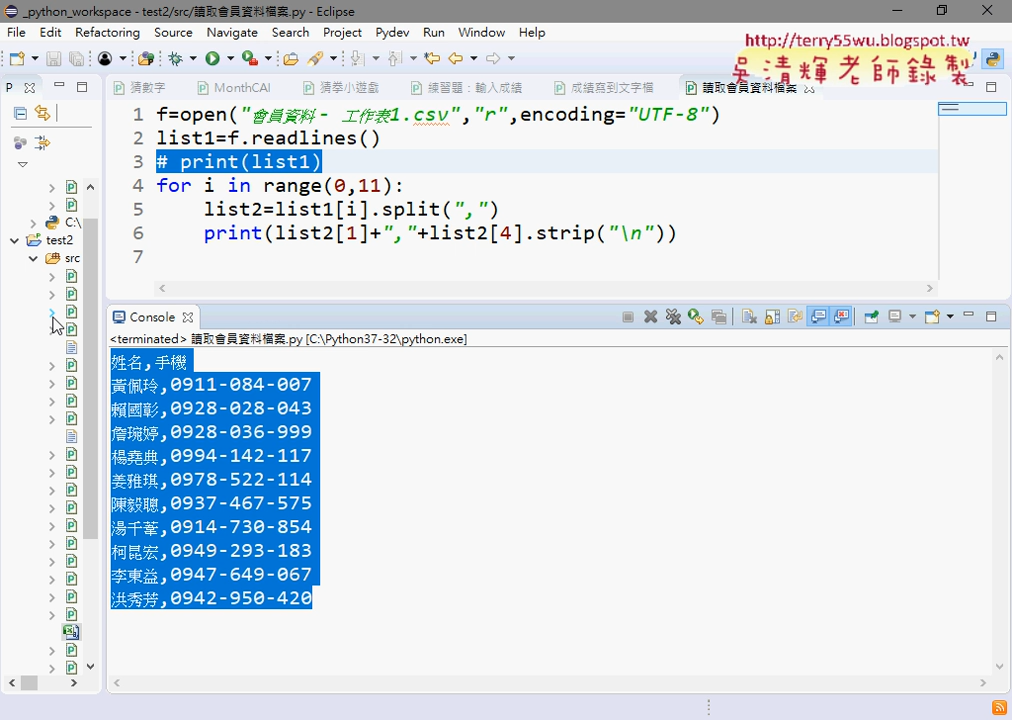 _python_workspace - test2/src/讀取會員資料檔案.py - Eclipse
File Edit Refactoring Source Navigate Search Project Pydev Run Window Help
http://terry55wu.blogspot.tw
吳清輝老師錄製
P 猜數字 MonthCAI 猜拳小遊戲 練習題：輸入成績 成績寫到文字檔 讀取會員資料檔案
1 f=open("會員資料 - 工作表1.csv","r",encoding="UTF-8")
2 list1=f.readlines()
3 # print(list1)
4 for i in range(0,11):
5 list2=list1[i].split(",")
6 print(list2[1]+","+list2[4].strip("\n"))
7
C:\
test2
src
Console
<terminated> 讀取會員資料檔案.py [C:\Python37-32\python.exe]
姓名,手機
黃佩玲,0911-084-007
賴國彰,0928-028-043
詹琬婷,0928-036-999
楊堯典,0994-142-117
姜雅琪,0978-522-114
陳毅聰,0937-467-575
湯千葦,0914-730-854
柯昆宏,0949-293-183
李東益,0947-649-067
洪秀芳,0942-950-420